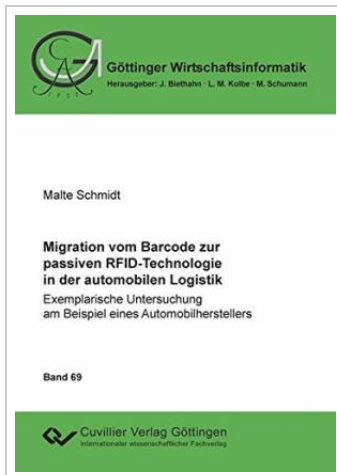 Göttinger Wirtschaftsinformatik
Herausgeber: J. Biethahn · L. M. Kolbe · M. Schumann
Malte Schmidt
Migration vom Barcode zur
passiven RFID-Technologie
in der automobilen Logistik
Exemplarische Untersuchung
am Beispiel eines Automobilherstellers
Band 69
Cuvillier Verlag Göttingen
Internationaler wissenschaftlicher Fachverlag